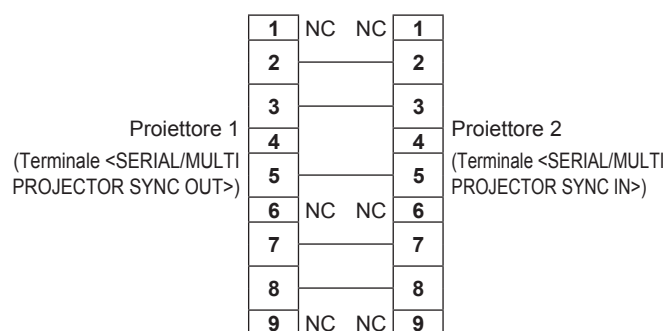 1 NC NC 1
2 2
3 3
Proiettore 1
(Terminale <SERIAL/MULTI
PROJECTOR SYNC OUT>)
4 4
Proiettore 2
(Terminale <SERIAL/MULTI
PROJECTOR SYNC IN>)
5 5
6 NC NC 6
7 7
8 8
9 NC NC 9